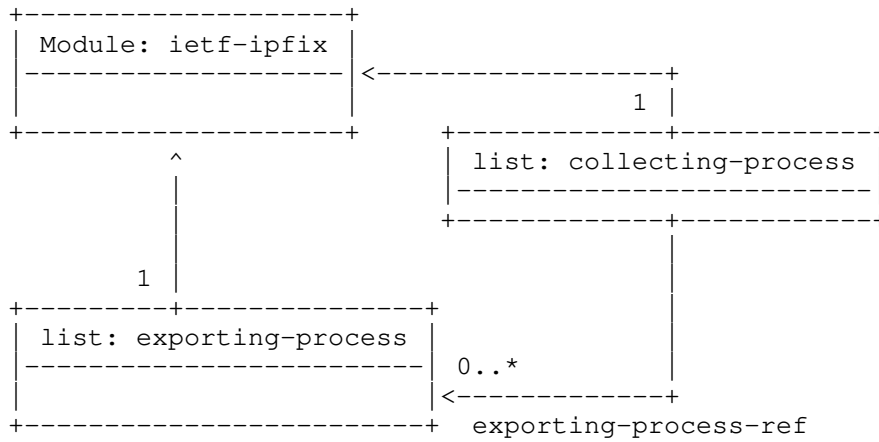 Module: ietf-ipfix
1
list: collecting-process
1
list: exporting-process
0..*
exporting-process-ref